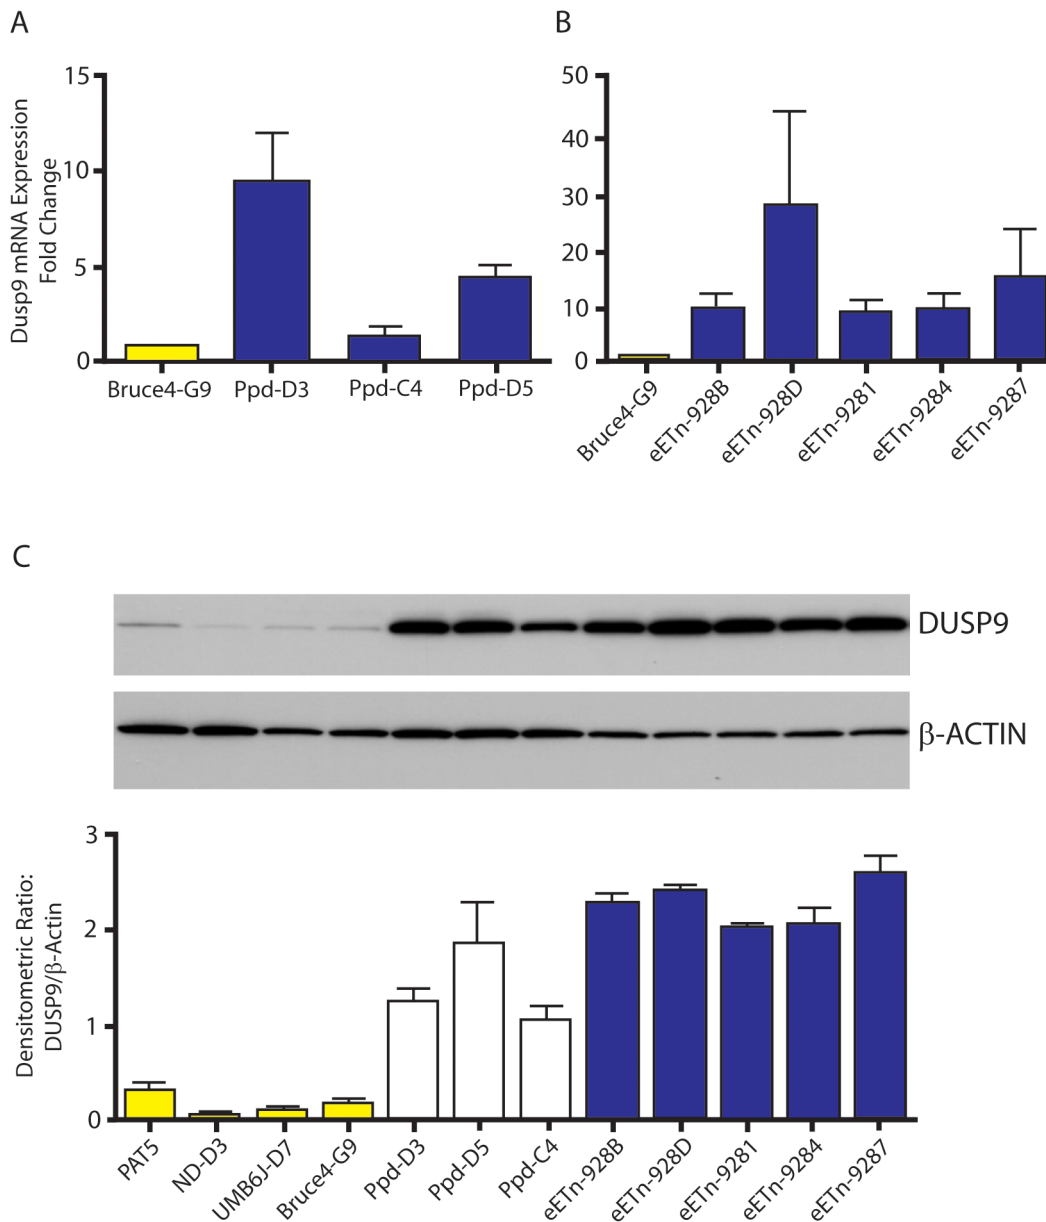 A
B
Dusp9 mRNA Expression
Fold Change
15
10
5
0
Bruce4-G9
Ppd-D3
Ppd-C4
Ppd-D5
50
40
30
20
10
0
Bruce4-G9
eETn-928B
eETn-928D
eETn-9281
eETn-9284
eETn-9287
C
DUSP9
β-ACTIN
Densitometric Ratio:
DUSP9/β-Actin
3
2
1
0
PAT5
ND-D3
UMB6J-D7
Bruce4-G9
Ppd-D3
Ppd-D5
Ppd-C4
eETn-928B
eETn-928D
eETn-9281
eETn-9284
eETn-9287